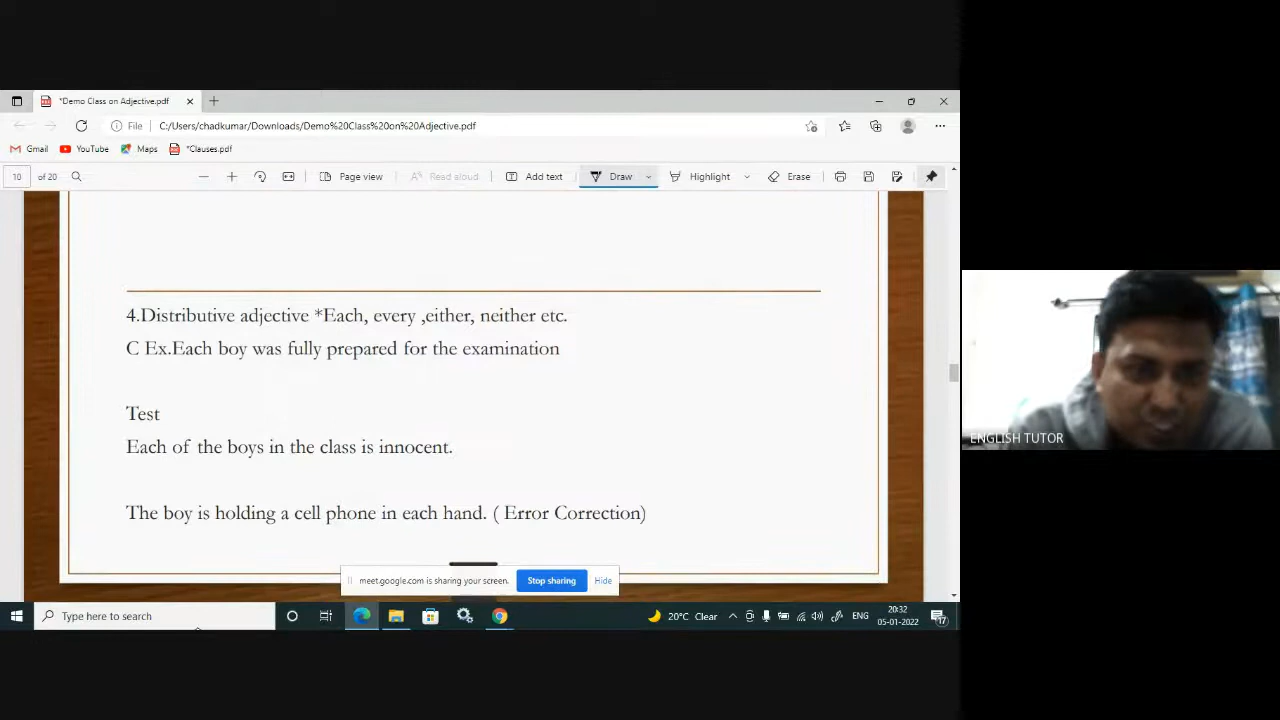 *Demo Class on Adjective.pdf
File C:/Users/chadkumar/Downloads/Demo%20Class%20on%20Adjective.pdf
Gmail YouTube Maps *Clauses.pdf
10 of 20 Page view Read aloud Add text Draw Highlight Erase
4.Distributive adjective *Each, every ,either, neither etc.
C Ex.Each boy was fully prepared for the examination
Test
Each of the boys in the class is innocent.
The boy is holding a cell phone in each hand. ( Error Correction)
ENGLISH TUTOR
meet.google.com is sharing your screen. Stop sharing Hide
Type here to search 20°C Clear ENG 20:32
05-01-2022 17